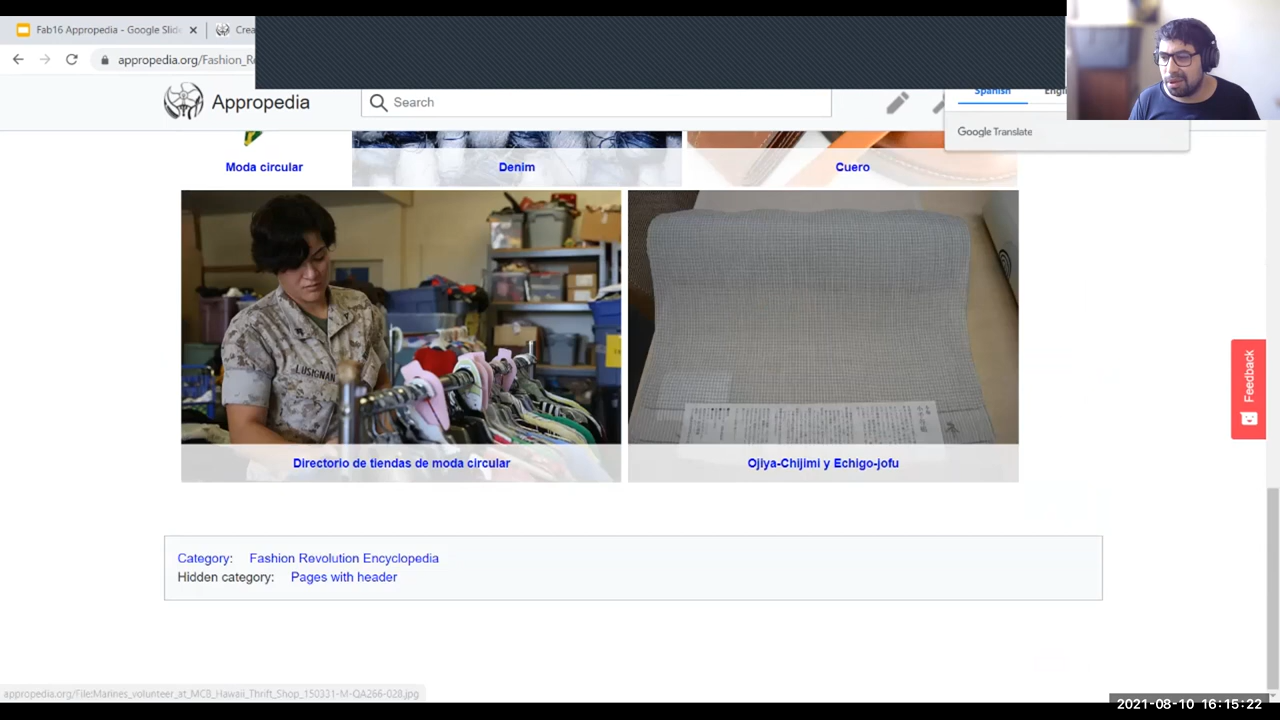 Fab16 Appropedia - Google Slid
Crea
appropedia.org/Fashion_R
Appropedia
Search
Spanish
Engl
Google Translate
Moda circular
Denim
Cuero
LUSIGNAN
Directorio de tiendas de moda circular
Ojiya-Chijimi y Echigo-jofu
Feedback
Category: Fashion Revolution Encyclopedia
Hidden category: Pages with header
appropedia.org/File:Marines_volunteer_at_MCB_Hawaii_Thrift_Shop_150331-M-QA266-028.jpg
2021-08-10 16:15:22